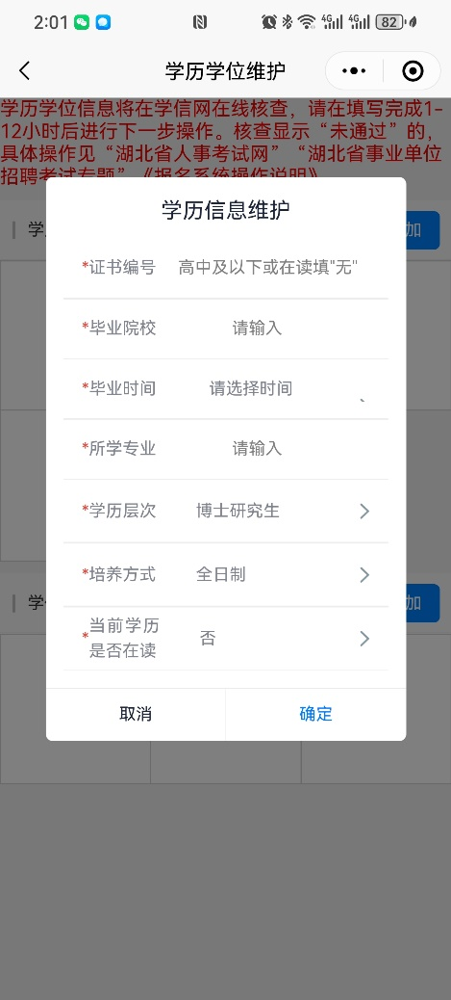 2:01
4G 4G 82
学历学位维护
学历学位信息将在学信网在线核查，请在填写完成1-
12小时后进行下一步操作。核查显示“未通过”的，
具体操作见“湖北省人事考试网”“湖北省事业单位
招聘考试专题”《报名系统操作说明》
学历信息维护
学
加
*证书编号 高中及以下或在读填"无"
*毕业院校 请输入
*毕业时间 请选择时间
*所学专业 请输入
*学历层次 博士研究生
*培养方式 全日制
学
加
*当前学历
是否在读 否
取消 确定